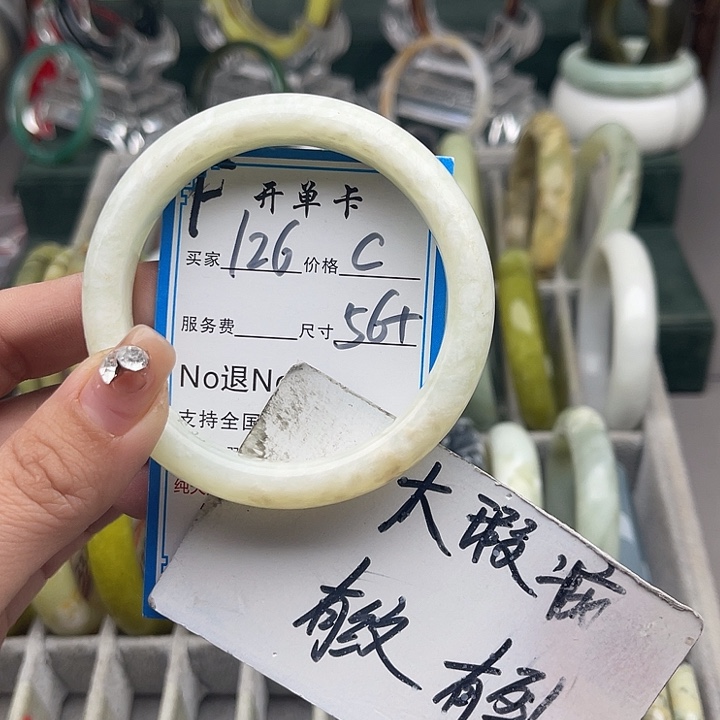 F 开单卡
买家 126 价格 C
服务费 尺寸 56+
No退No
支持全国
大瑕疵
有纹 有裂